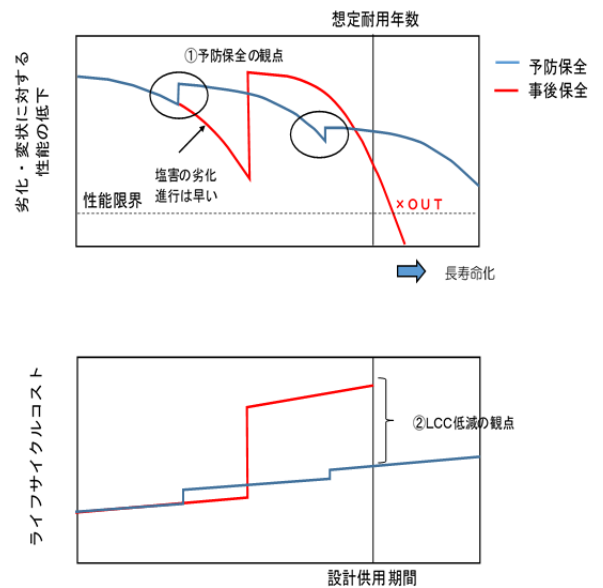 想定耐用年数
劣化・変状に対する
性能の低下
①予防保全の観点
予防保全
事後保全
塩害の劣化
進行は早い
性能限界
×OUT
長寿命化
ライフサイクルコスト
②LCC低減の観点
設計供用期間